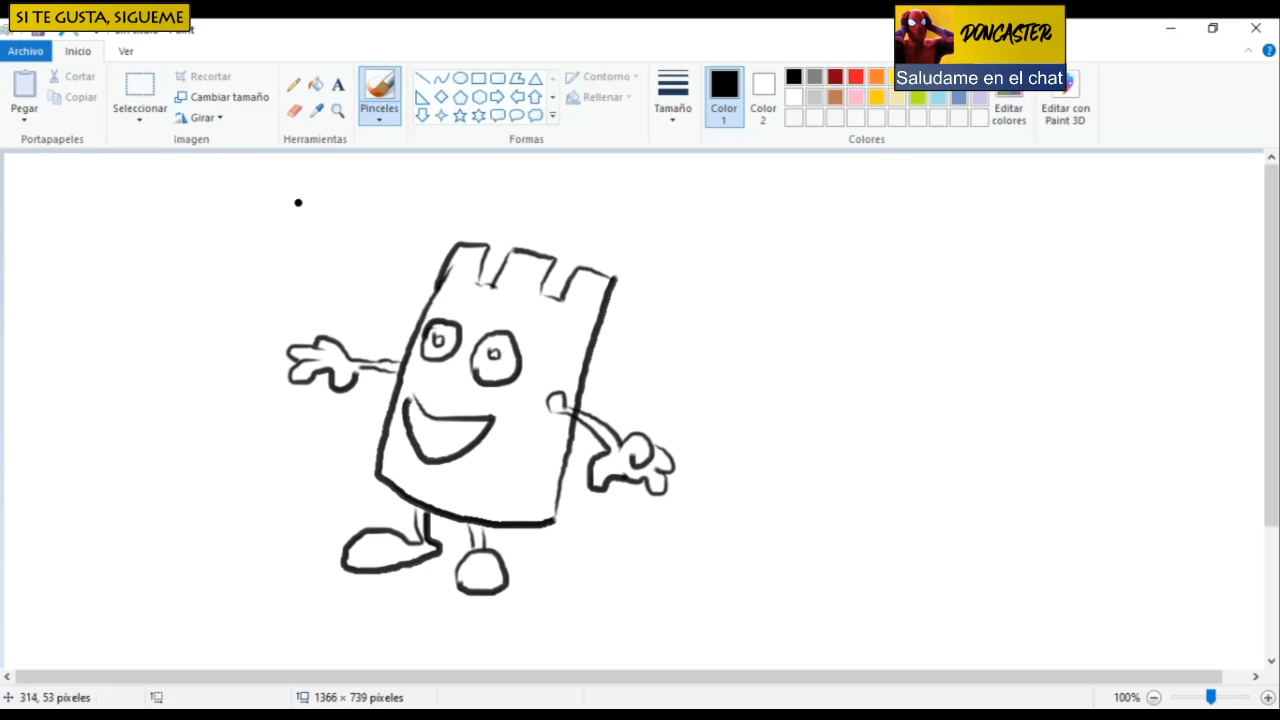 SI TE GUSTA, SIGUEME
DONCASTER
Saludame en el chat
Archivo
Inicio
Ver
Pegar
Cortar
Copiar
Portapapeles
Seleccionar
Recortar
Cambiar tamaño
Girar
Imagen
A
Herramientas
Pinceles
Contorno
Rellenar
Formas
Tamaño
Color
1
Color
2
Editar
colores
Editar con
Paint 3D
Colores
314, 53 píxeles
1366 × 739 píxeles
100%